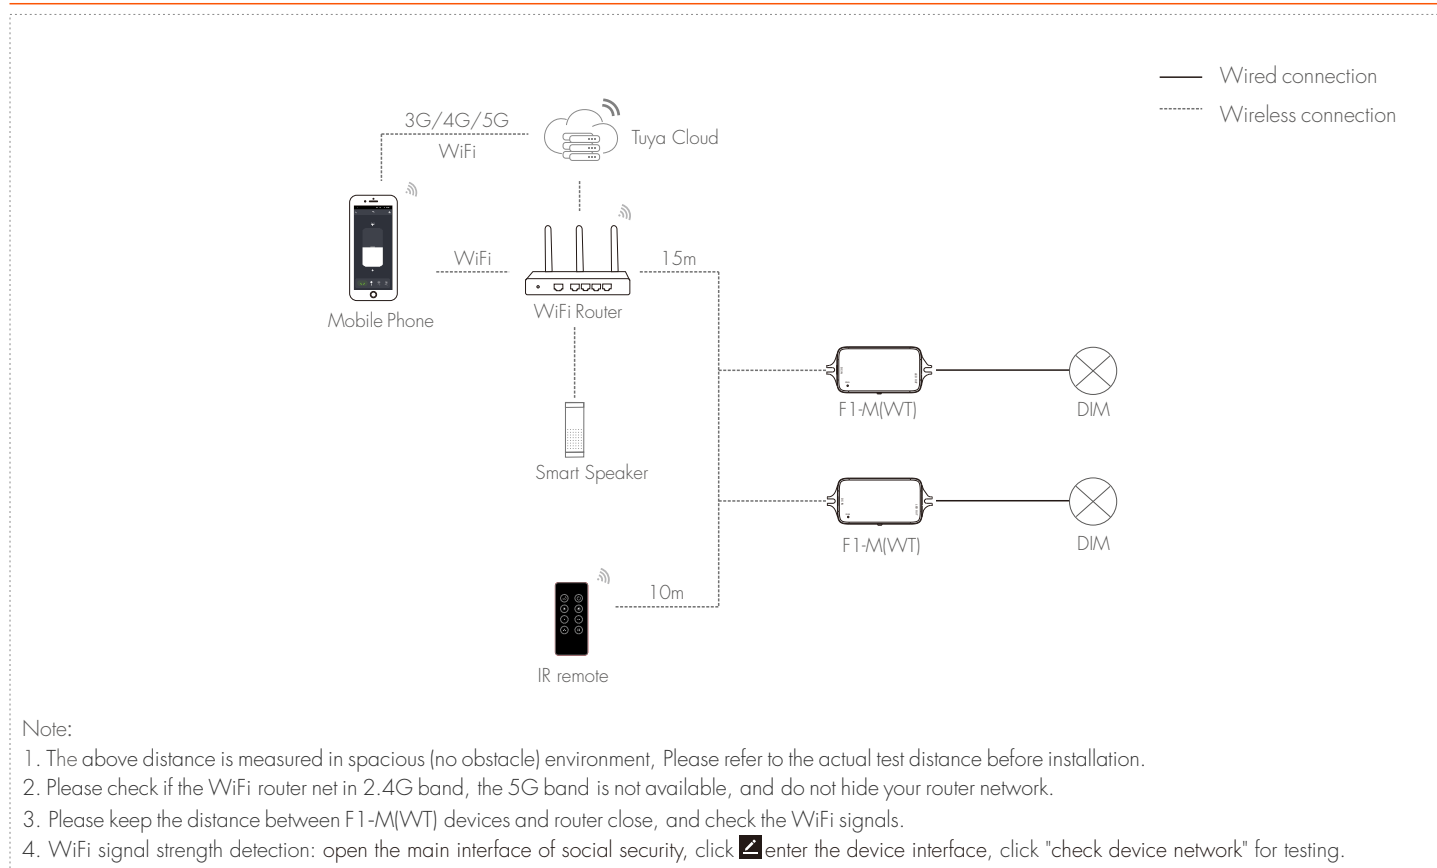 Wired connection
Wireless connection
3G/4G/5G
WiFi
Tuya Cloud
WiFi
15m
Mobile Phone
WiFi Router
F1-M(WT)
DIM
Smart Speaker
F1-M(WT)
DIM
10m
IR remote
Note:
1. The above distance is measured in spacious (no obstacle) environment, Please refer to the actual test distance before installation.
2. Please check if the WiFi router net in 2.4G band, the 5G band is not available, and do not hide your router network.
3. Please keep the distance between F1-M(WT) devices and router close, and check the WiFi signals.
4. WiFi signal strength detection: open the main interface of social security, click enter the device interface, click "check device network" for testing.